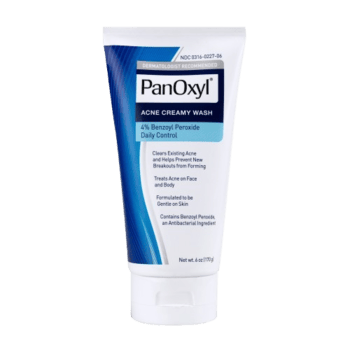 NDC 0316-0227-86
DERMATOLOGIST RECOMMENDED
PanOxyl®
ACNE CREAMY WASH
4% Benzoyl Peroxide
Daily Control
Clears Existing Acne
and Helps Prevent New
Breakouts from Forming
Treats Acne on Face
and Body
Formulated to be
Gentle on Skin
Contains Benzoyl Peroxide,
an Antibacterial Ingredient
Net wt. 6 oz (170 g)